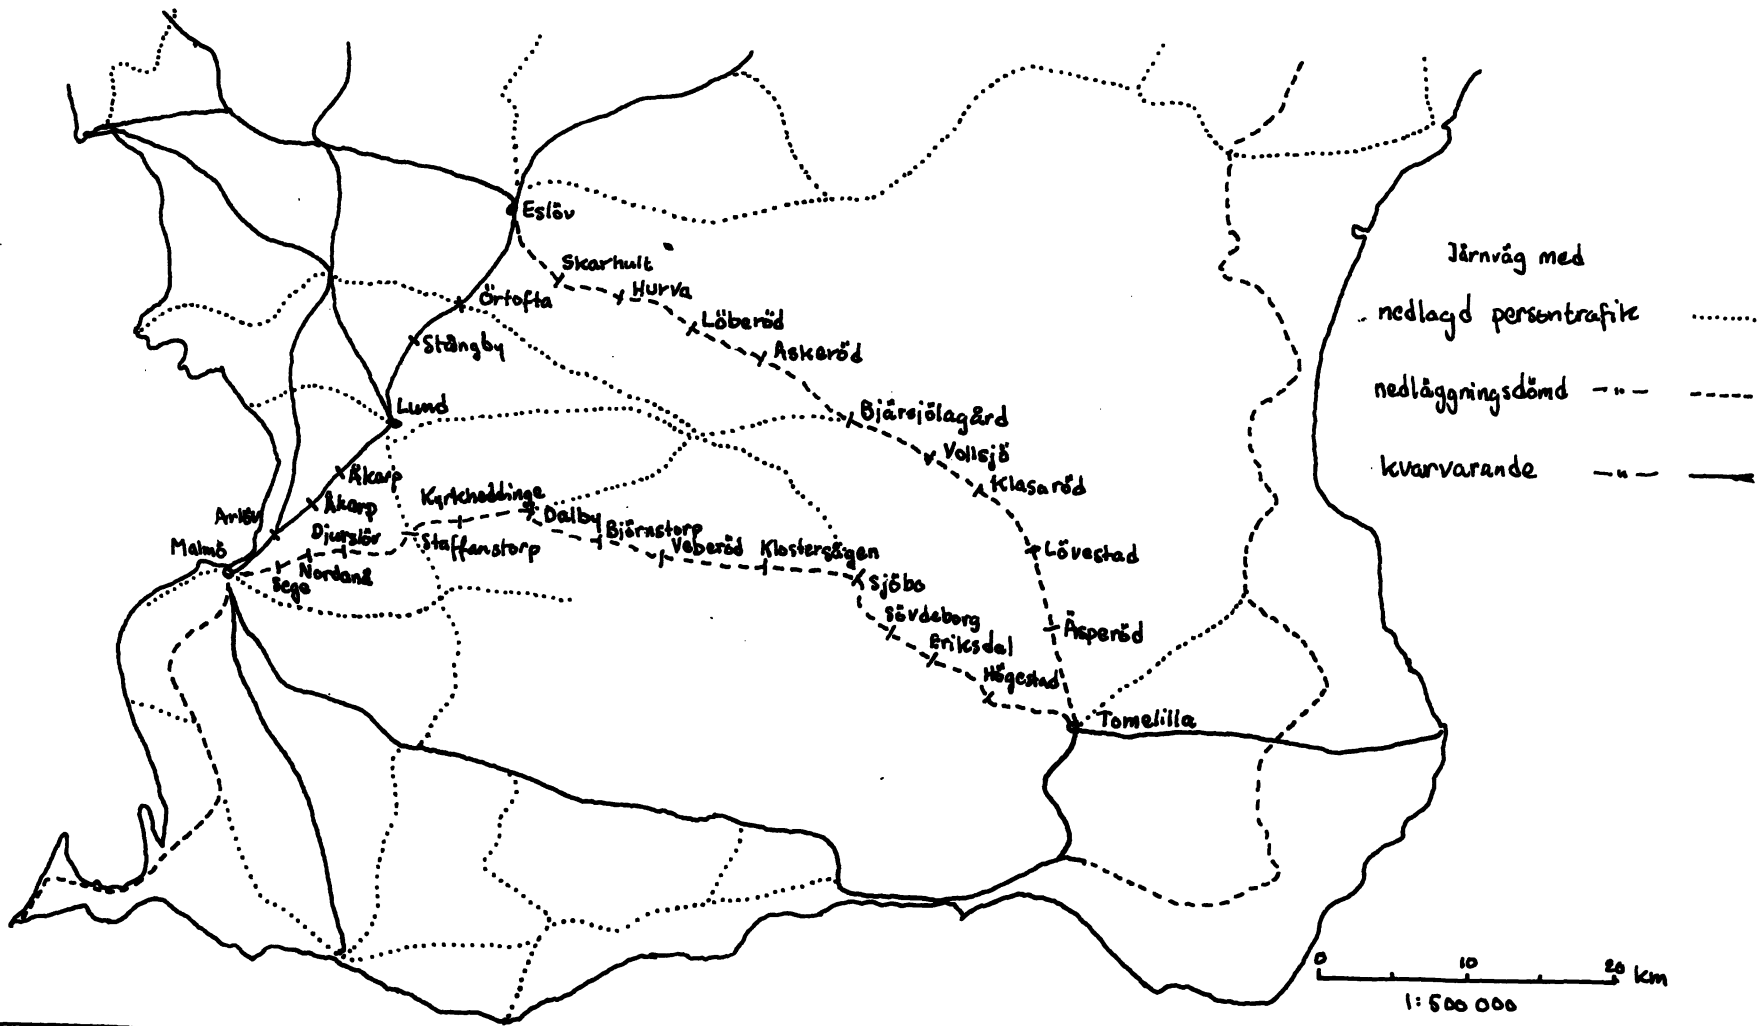 Eslöv
Skarhult
Hurva
Örtofta
Löberöd
Stångby
Askeröd
Lund
Bjärsjölagård
Vollsjö
Klasaröd
Åkarp
Åkarp
Kyrkheddinge
Arlöv
Dalby
Djurslöv
Björnstorp
Malmö
Staffanstorp
Veberöd
Klostersågen
Lövestad
Nordanå
Sege
Sjöbo
Sövdeborg
Äsperöd
Eriksdal
Högestad
Tomelilla
Järnväg med
nedlagd persontrafik
nedläggningsdömd –"–
kvarvarande –"–
0 10 20 km
1:500 000